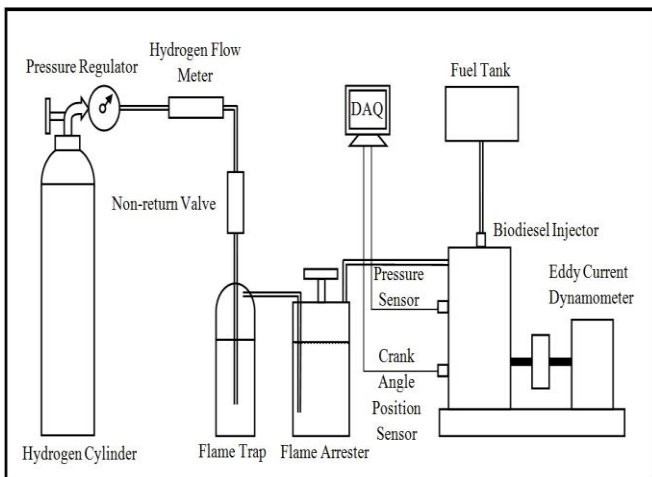 Hydrogen Flow
Meter
Pressure Regulator
Fuel Tank
DAQ
Non-return Valve
Biodiesel Injector
Pressure
Sensor
Eddy Current
Dynamometer
Crank
Angle
Position
Sensor
Hydrogen Cylinder
Flame Trap
Flame Arrester